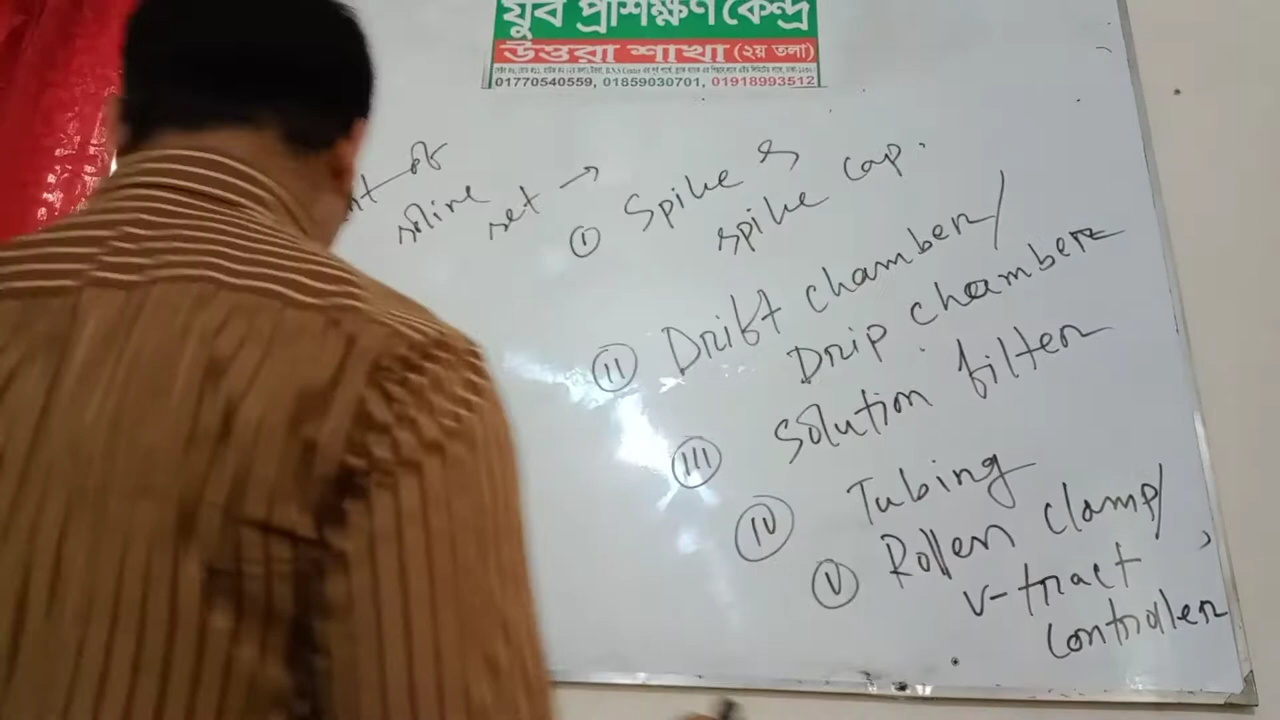 যুব প্রশিক্ষণ কেন্দ্র
উত্তরা শাখা (২য় তলা)
01770540559, 01859030701, 01918993512
of
saline set → (I) Spike &
spike cap.
(II) Drift chamber/
Drip chamber
(III) Solution filter
(IV) Tubing
(V) Roller clamp/
V-tract
controller